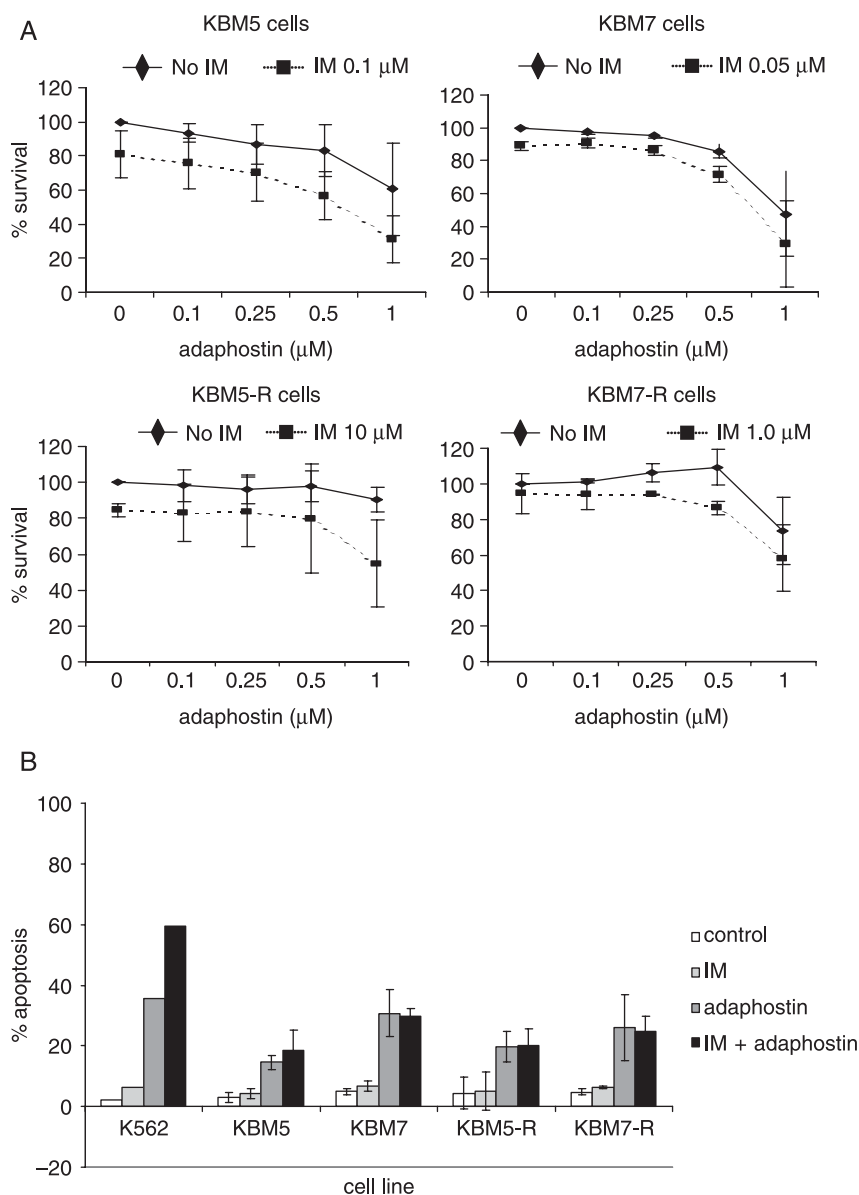 A
KBM5 cells
No IM IM 0.1 μM
120
100
80
60
40
20
0
% survival
0 0.1 0.25 0.5 1
adaphostin (μM)
KBM7 cells
No IM IM 0.05 μM
120
100
80
60
40
20
0
0 0.1 0.25 0.5 1
adaphostin (μM)
KBM5-R cells
No IM IM 10 μM
120
100
80
60
40
20
0
% survival
0 0.1 0.25 0.5 1
adaphostin (μM)
KBM7-R cells
No IM IM 1.0 μM
120
100
80
60
40
20
0
0 0.1 0.25 0.5 1
adaphostin (μM)
B
100
80
60
40
20
0
–20
% apoptosis
K562 KBM5 KBM7 KBM5-R KBM7-R
cell line
control
IM
adaphostin
IM + adaphostin